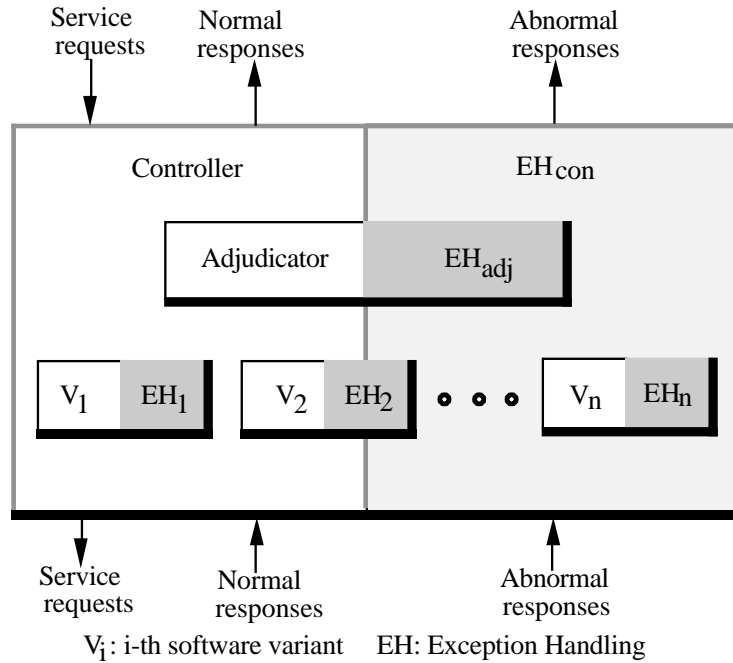 Service requests
Normal responses
Abnormal responses
Controller
EHcon
Adjudicator
EHadj
V1
EH1
V2
EH2
Vn
EHn
Service requests
Normal responses
Abnormal responses
Vi: i-th software variant EH: Exception Handling